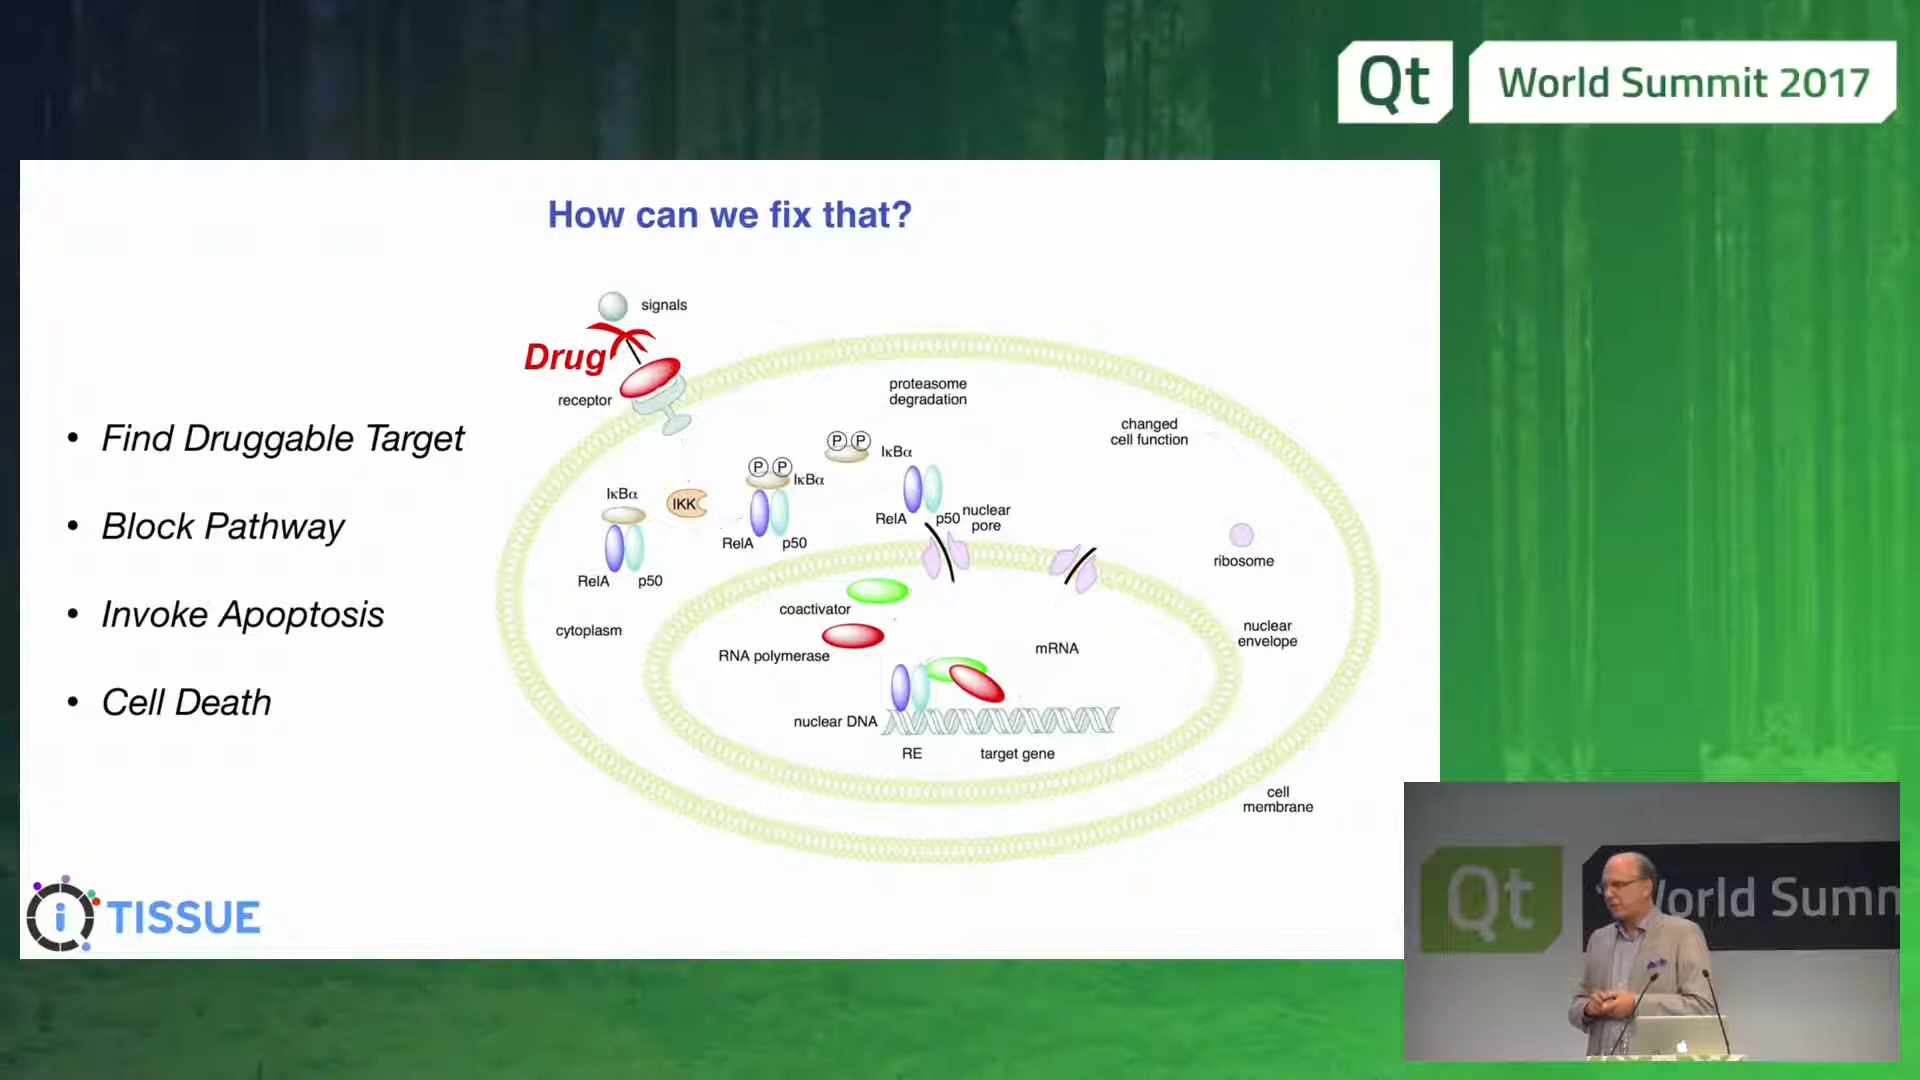 Qt World Summit 2017
How can we fix that?
signals
Drug
receptor
proteasome
degradation
changed
cell function
• Find Druggable Target
• Block Pathway
• Invoke Apoptosis
• Cell Death
P P
IκBα
P P
IκBα
IκBα
IKK
RelA
p50
nuclear
pore
RelA
p50
RelA
p50
ribosome
coactivator
cytoplasm
RNA polymerase
mRNA
nuclear
envelope
nuclear DNA
RE
target gene
cell
membrane
i TISSUE
Qt
World Summ